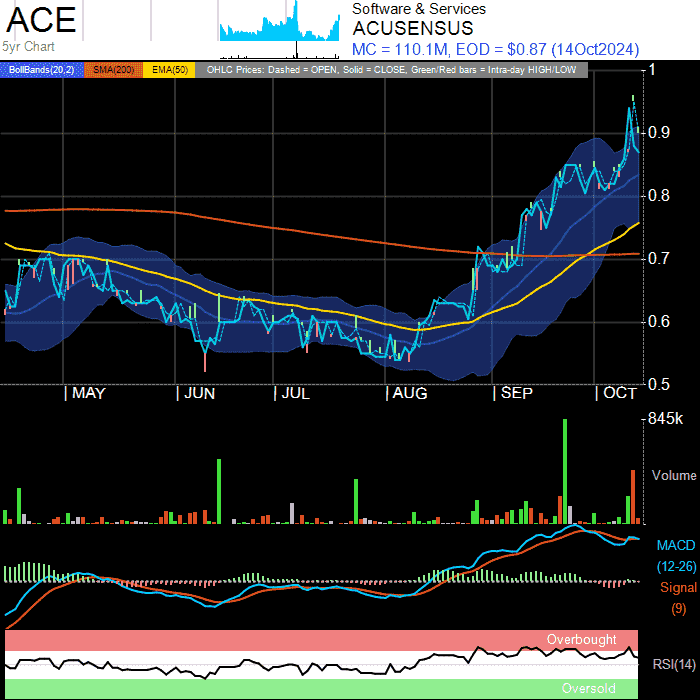 ACE
5yr Chart
Software & Services
ACUSENSUS
MC = 110.1M, EOD = $0.87 (14Oct2024)
BollBands(20,2) SMA(200) EMA(50) OHLC Prices: Dashed = OPEN, Solid = CLOSE, Green/Red bars = Intra-day HIGH/LOW
1
0.9
0.8
0.7
0.6
0.5
| MAY | JUN | JUL | AUG | SEP | OCT
845k
Volume
MACD
(12-26)
Signal
(9)
Overbought
RSI(14)
Oversold